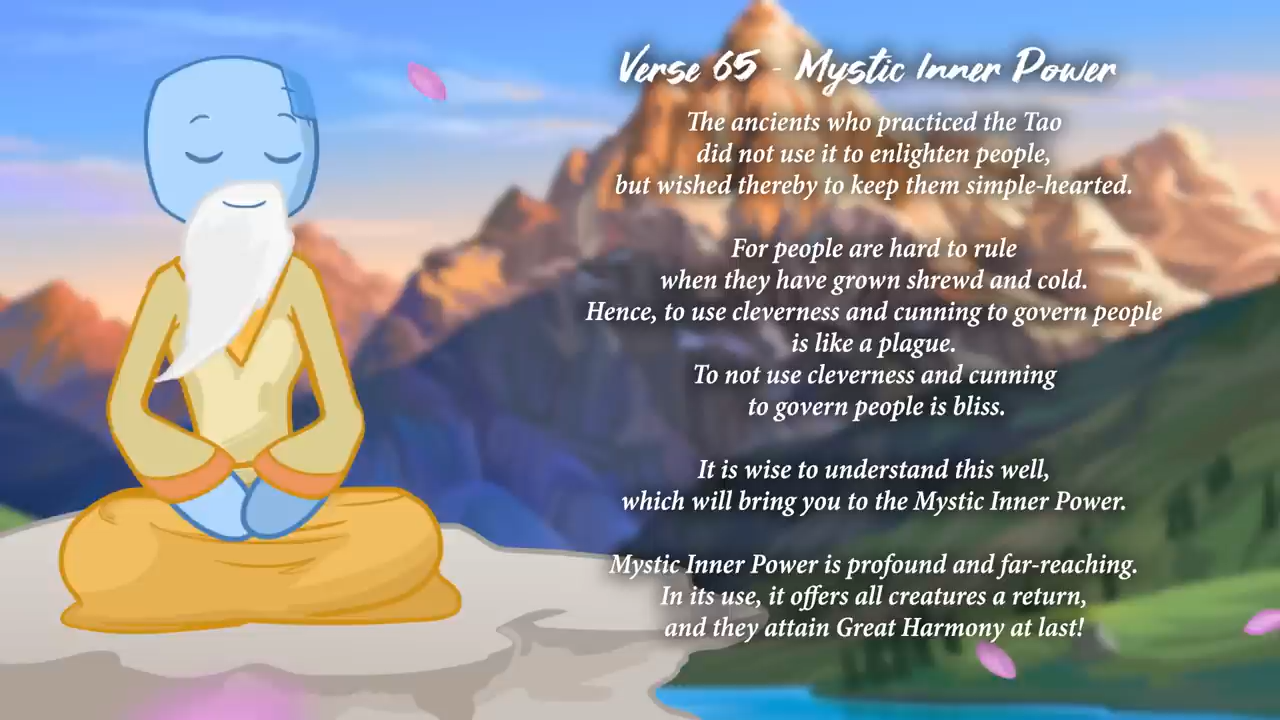 Verse 65 - Mystic Inner Power
The ancients who practiced the Tao
did not use it to enlighten people,
but wished thereby to keep them simple-hearted.
For people are hard to rule
when they have grown shrewd and cold.
Hence, to use cleverness and cunning to govern people
is like a plague.
To not use cleverness and cunning
to govern people is bliss.
It is wise to understand this well,
which will bring you to the Mystic Inner Power.
Mystic Inner Power is profound and far-reaching.
In its use, it offers all creatures a return,
and they attain Great Harmony at last!